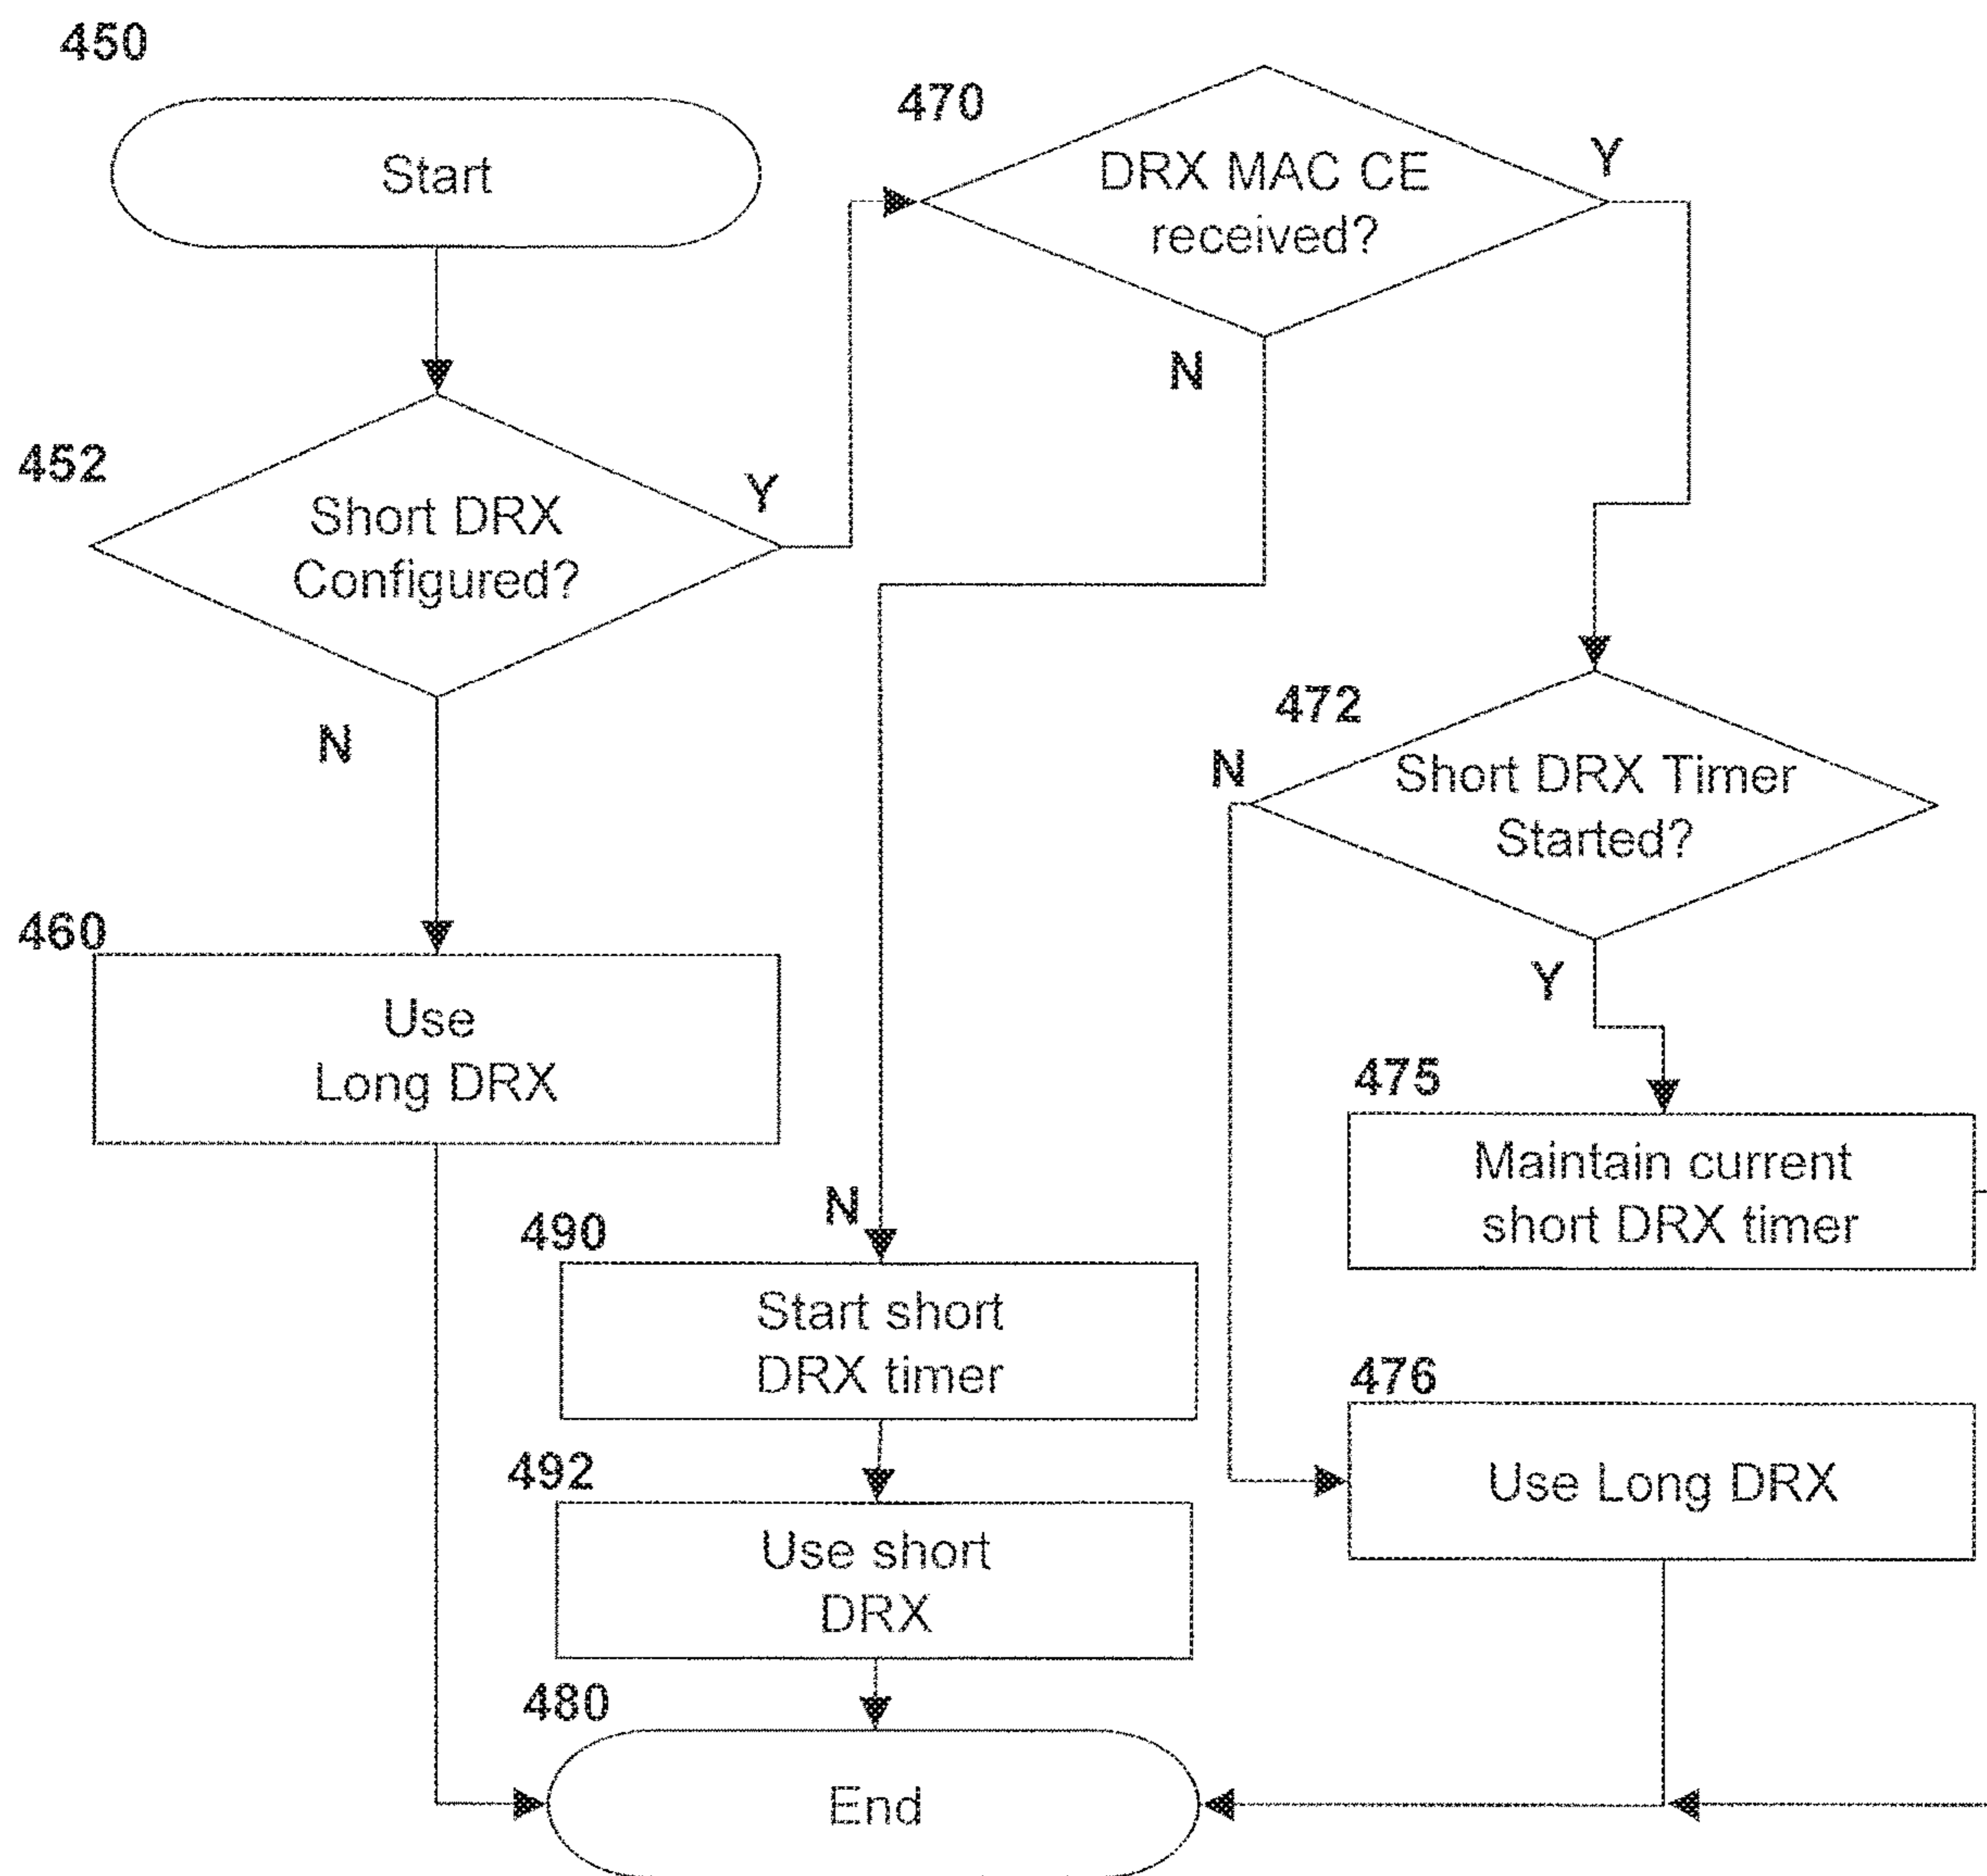 450
Start
452
Short DRX
Configured?
Y
N
470
DRX MAC CE
received?
Y
N
472
Short DRX Timer
Started?
N
Y
460
Use
Long DRX
475
Maintain current
short DRX timer
N
490
Start short
DRX timer
476
Use Long DRX
492
Use short
DRX
480
End